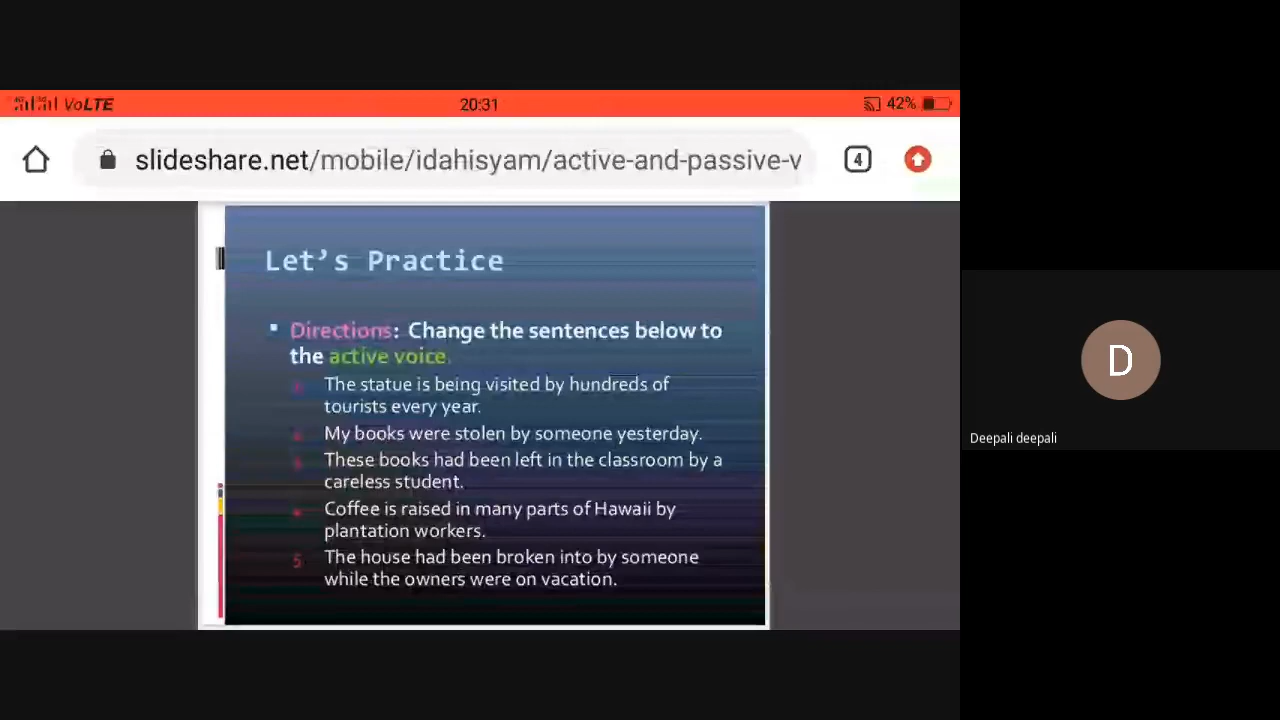 VoLTE 20:31 42%
slideshare.net/mobile/idahisyam/active-and-passive-v 4
Let’s Practice
Directions: Change the sentences below to
the active voice.
The statue is being visited by hundreds of
tourists every year.
My books were stolen by someone yesterday.
These books had been left in the classroom by a
careless student.
Coffee is raised in many parts of Hawaii by
plantation workers.
5. The house had been broken into by someone
while the owners were on vacation.
D
Deepali deepali